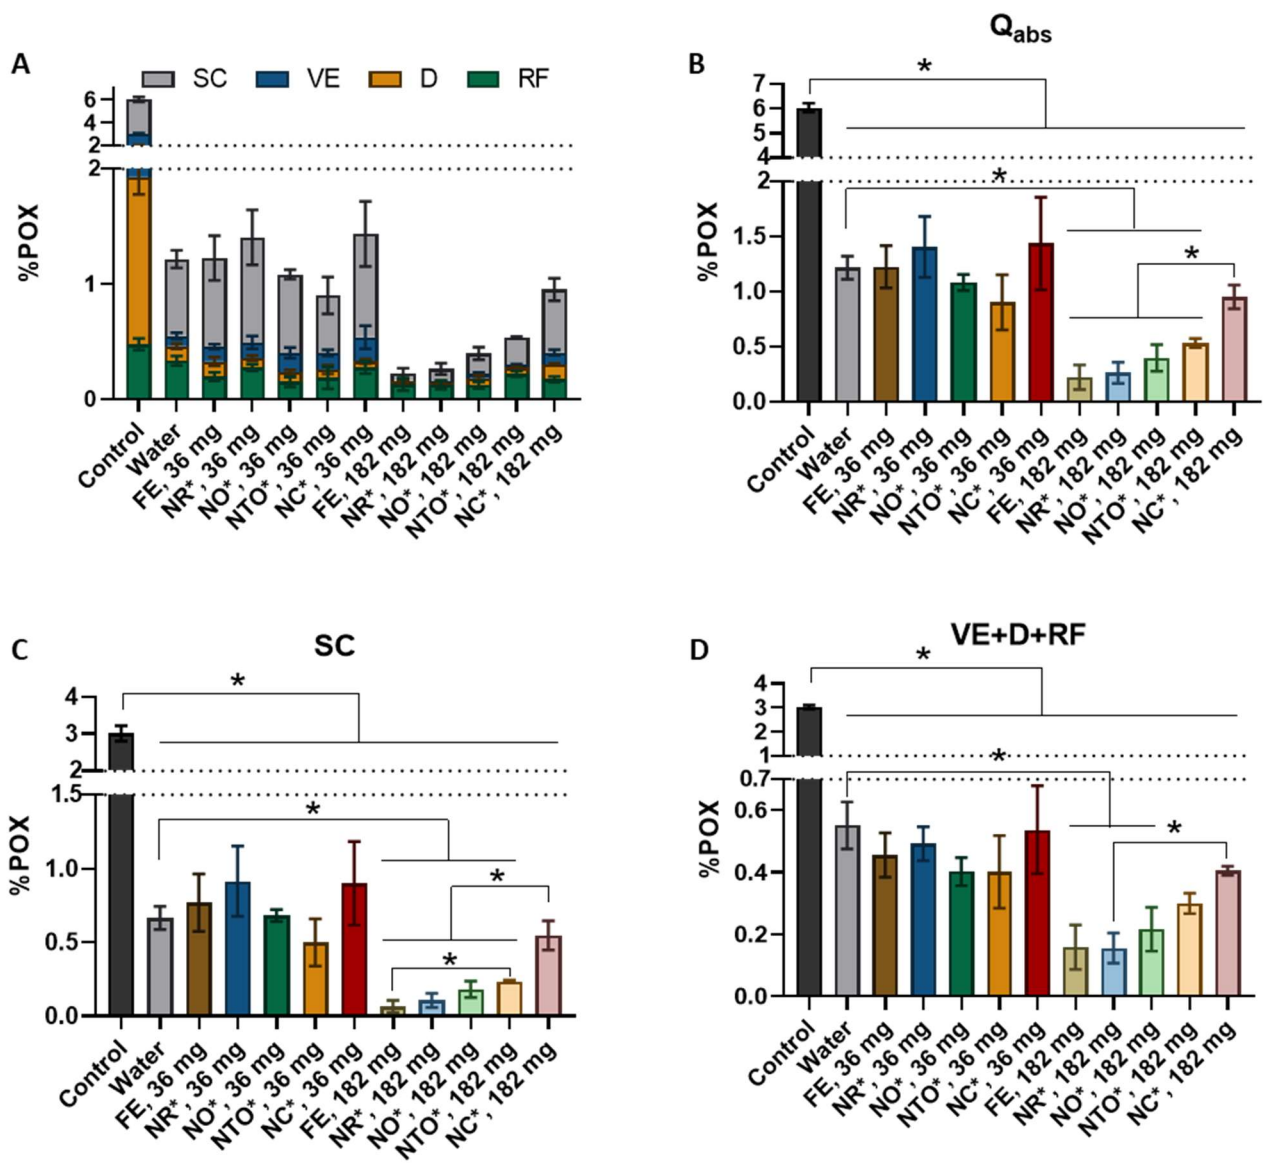 A
SC VE D RF
%POX
6
4
2
2
1
0
Control
Water
FE, 36 mg
NR*, 36 mg
NO*, 36 mg
NTO*, 36 mg
NC*, 36 mg
FE, 182 mg
NR*, 182 mg
NO*, 182 mg
NTO*, 182 mg
NC*, 182 mg
B
Qabs
%POX
7
6
5
4
2
1.5
1.0
0.5
0.0
*
*
*
Control
Water
FE, 36 mg
NR*, 36 mg
NO*, 36 mg
NTO*, 36 mg
NC*, 36 mg
FE, 182 mg
NR*, 182 mg
NO*, 182 mg
NTO*, 182 mg
NC*, 182 mg
C
SC
%POX
4
3
2
1.5
1.0
0.5
0.0
*
*
*
*
Control
Water
FE, 36 mg
NR*, 36 mg
NO*, 36 mg
NTO*, 36 mg
NC*, 36 mg
FE, 182 mg
NR*, 182 mg
NO*, 182 mg
NTO*, 182 mg
NC*, 182 mg
D
VE+D+RF
%POX
4
3
2
1
0.7
0.6
0.4
0.2
0.0
*
*
*
Control
Water
FE, 36 mg
NR*, 36 mg
NO*, 36 mg
NTO*, 36 mg
NC*, 36 mg
FE, 182 mg
NR*, 182 mg
NO*, 182 mg
NTO*, 182 mg
NC*, 182 mg